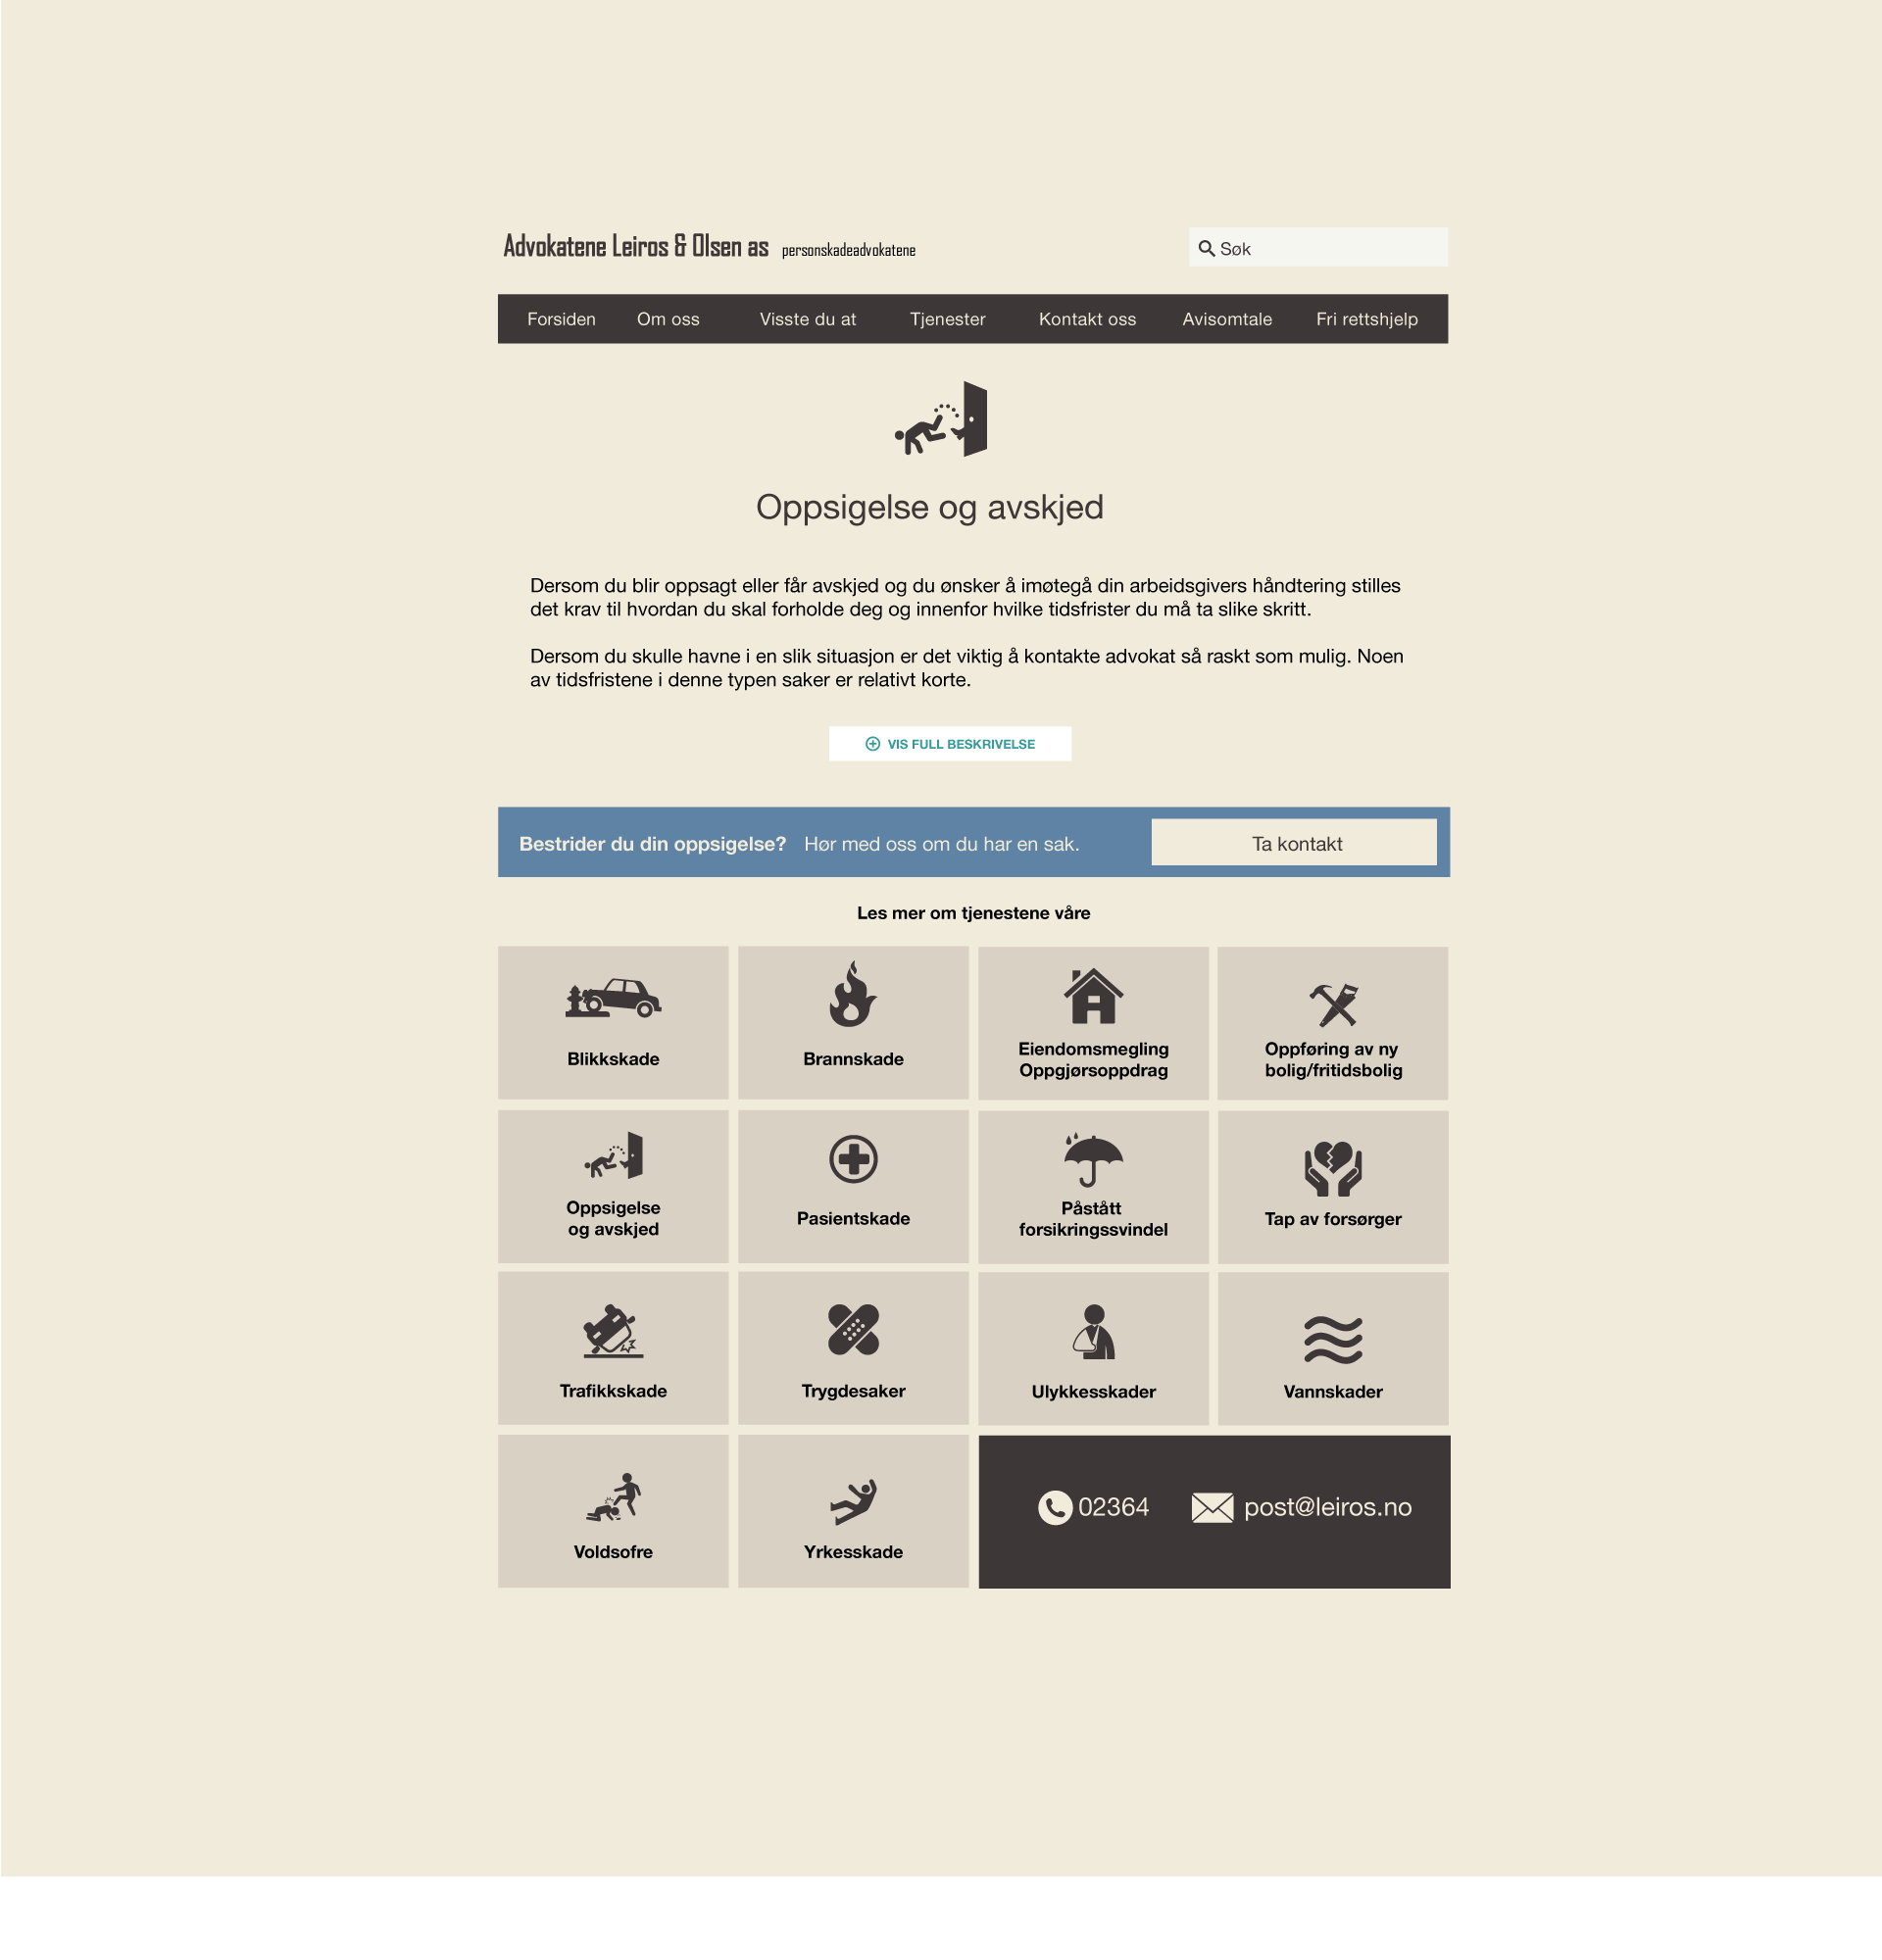 Advokatene Leiros & Olsen as personskadeadvokatene
Søk
Forsiden Om oss Visste du at Tjenester Kontakt oss Avisomtale Fri rettshjelp
Oppsigelse og avskjed
Dersom du blir oppsagt eller får avskjed og du ønsker å imøtegå din arbeidsgivers håndtering stilles
det krav til hvordan du skal forholde deg og innenfor hvilke tidsfrister du må ta slike skritt.
Dersom du skulle havne i en slik situasjon er det viktig å kontakte advokat så raskt som mulig. Noen
av tidsfristene i denne typen saker er relativt korte.
VIS FULL BESKRIVELSE
Bestrider du din oppsigelse? Hør med oss om du har en sak. Ta kontakt
Les mer om tjenestene våre
Blikkskade
Brannskade
Eiendomsmegling
Oppgjørsoppdrag
Oppføring av ny
bolig/fritidsbolig
Oppsigelse
og avskjed
Pasientskade
Påstått
forsikringssvindel
Tap av forsørger
Trafikkskade
Trygdesaker
Ulykkesskader
Vannskader
Voldsofre
Yrkesskade
02364 post@leiros.no